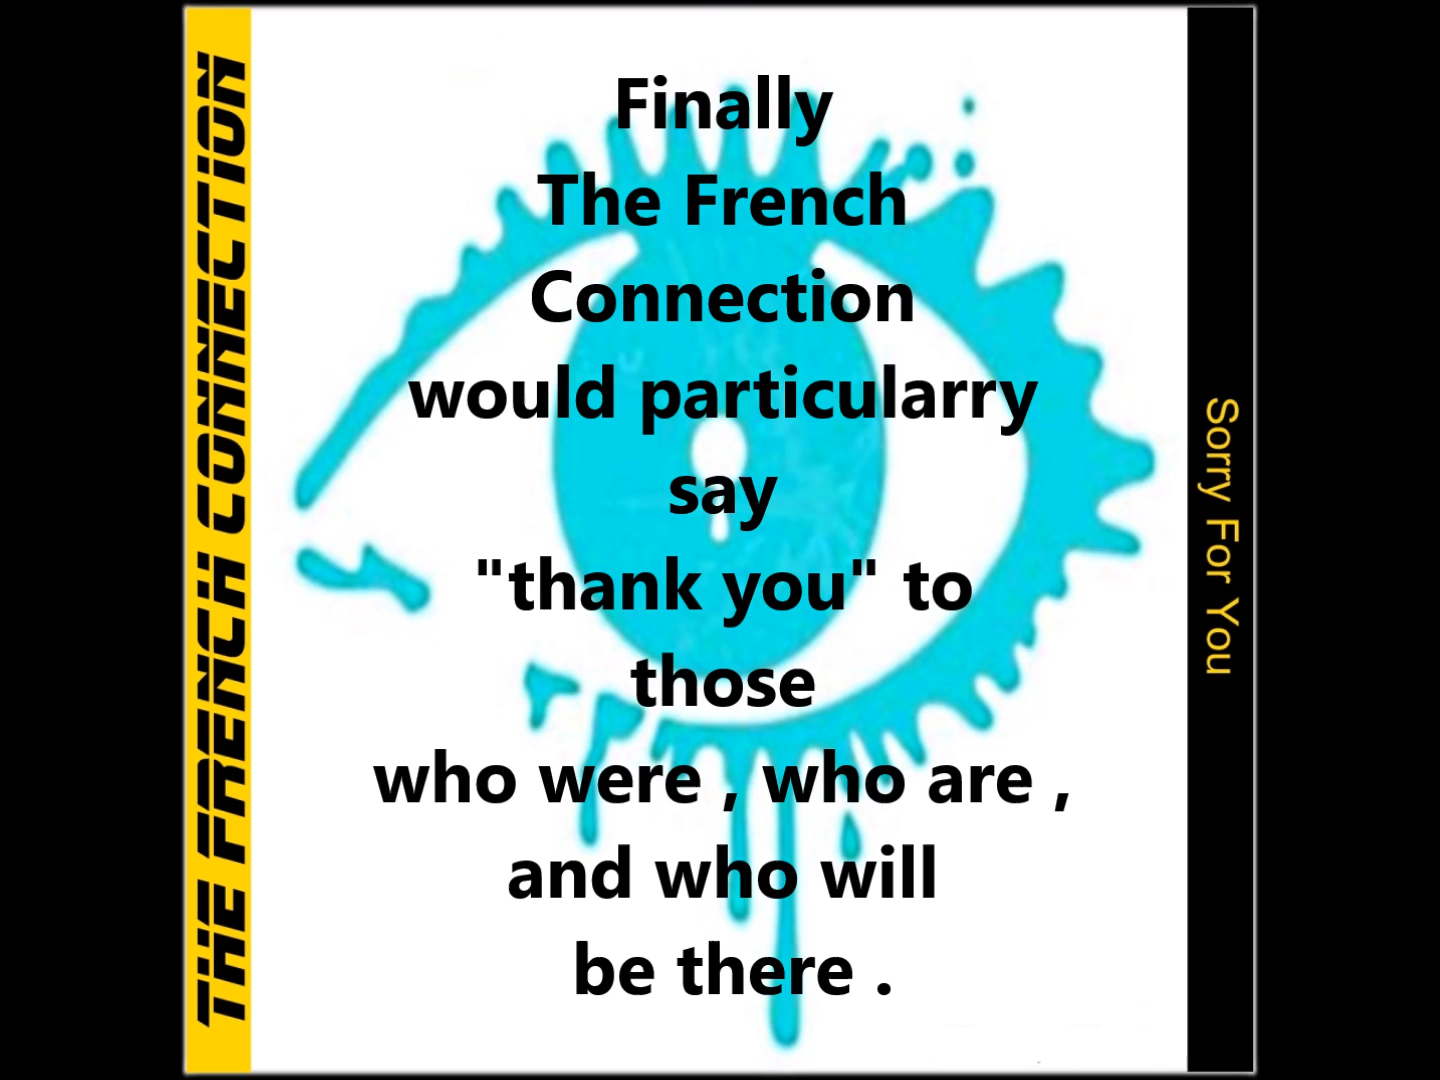 THE FRENCH CONNECTION
Finally
The French
Connection
would particularry
say
"thank you" to
those
who were , who are ,
and who will
be there .
Sorry For You